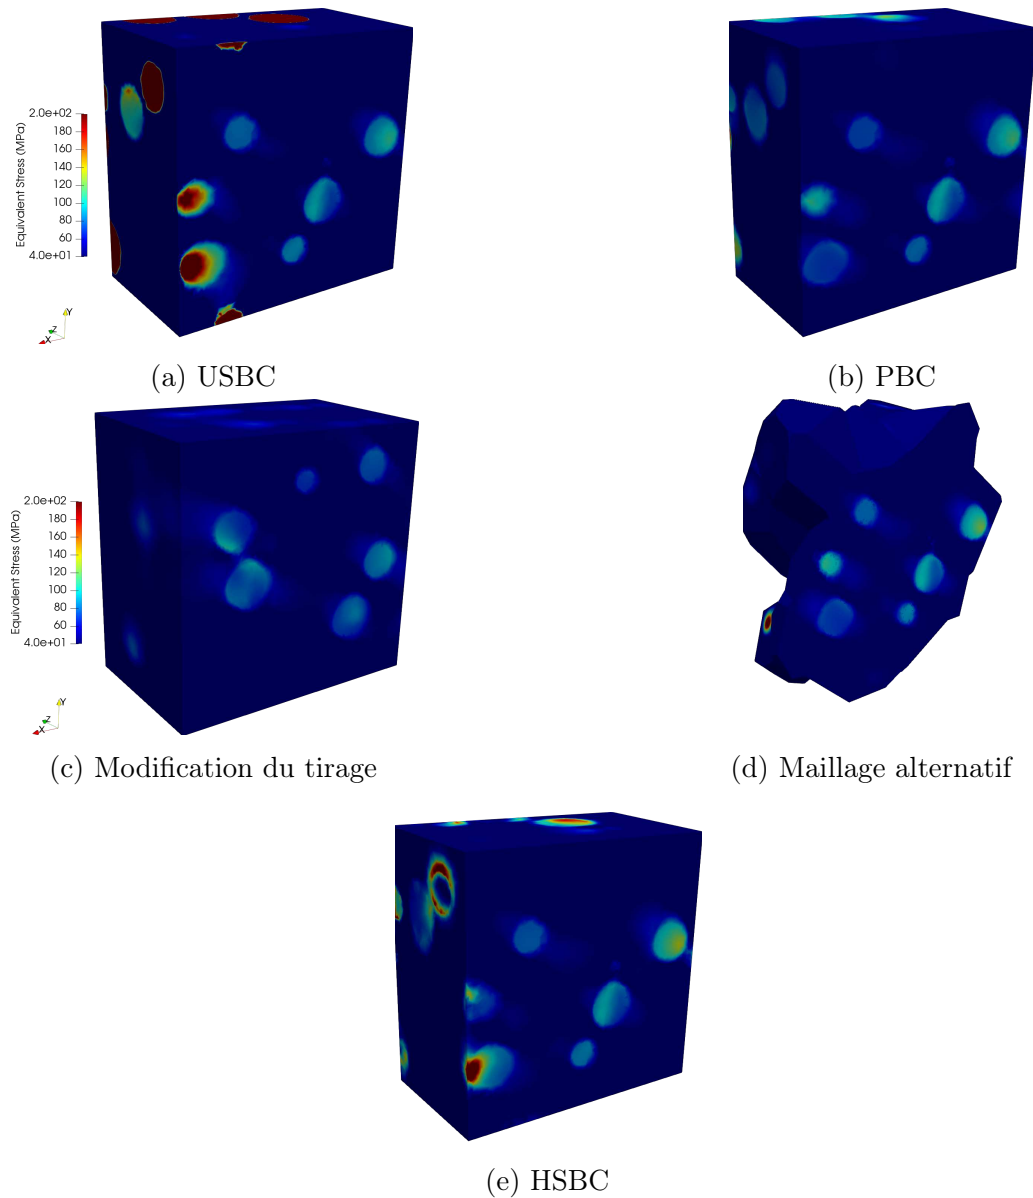 2.0e+02
180
160
140
120
100
80
60
4.0e+01
Equivalent Stress (MPa)
Y
Z
X
(a) USBC
(b) PBC
2.0e+02
180
160
140
120
100
80
60
4.0e+01
Equivalent Stress (MPa)
Y
Z
X
(c) Modification du tirage
(d) Maillage alternatif
(e) HSBC